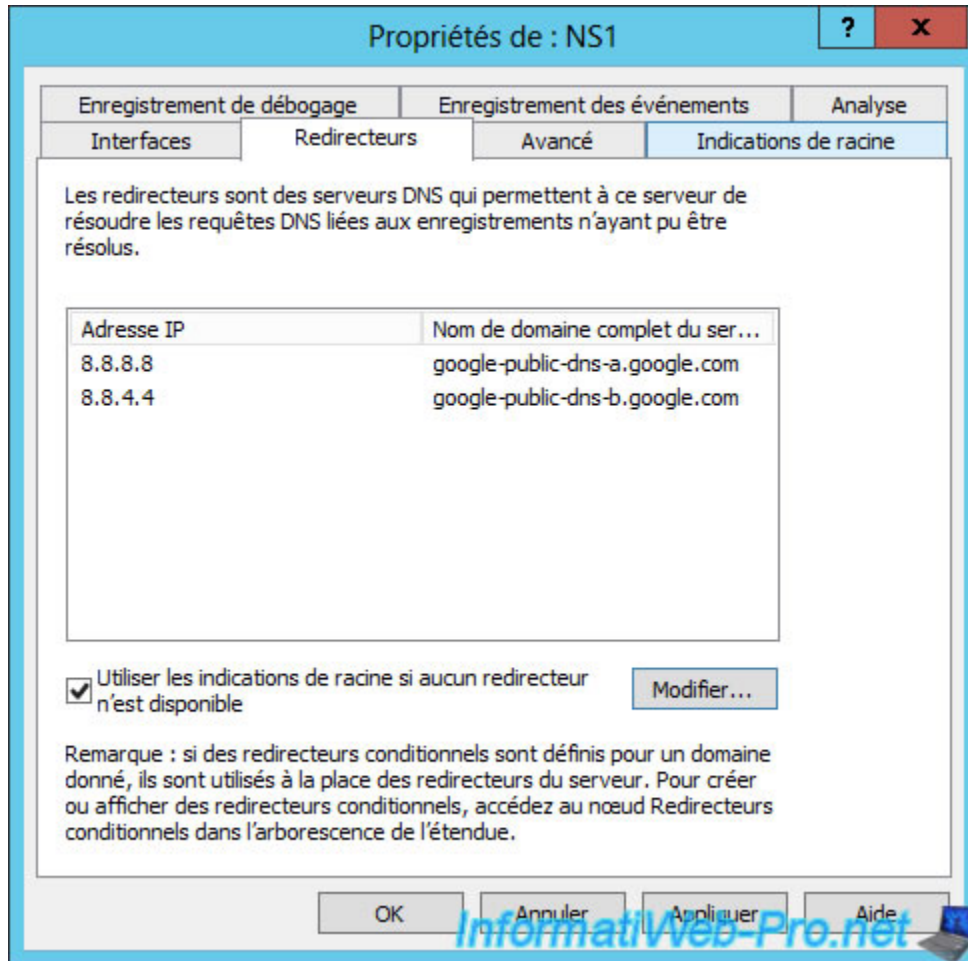 Propriétés de : NS1
?
x
Enregistrement de débogage
Enregistrement des événements
Analyse
Interfaces
Redirecteurs
Avancé
Indications de racine
Les redirecteurs sont des serveurs DNS qui permettent à ce serveur de
résoudre les requêtes DNS liées aux enregistrements n'ayant pu être
résolus.
Adresse IP
Nom de domaine complet du ser...
8.8.8.8
google-public-dns-a.google.com
8.8.4.4
google-public-dns-b.google.com
Utiliser les indications de racine si aucun redirecteur
n'est disponible
Modifier...
Remarque : si des redirecteurs conditionnels sont définis pour un domaine
donné, ils sont utilisés à la place des redirecteurs du serveur. Pour créer
ou afficher des redirecteurs conditionnels, accédez au nœud Redirecteurs
conditionnels dans l'arborescence de l'étendue.
OK
Annuler
Appliquer
Aide
InformatiWeb-Pro.net